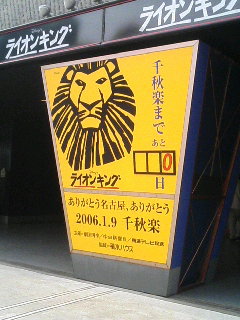 ライオンキング
ライオンキング
千秋楽まで
あと
0
日
ライオンキング
ありがとう名古屋、ありがとう
2006.1.9 千秋楽